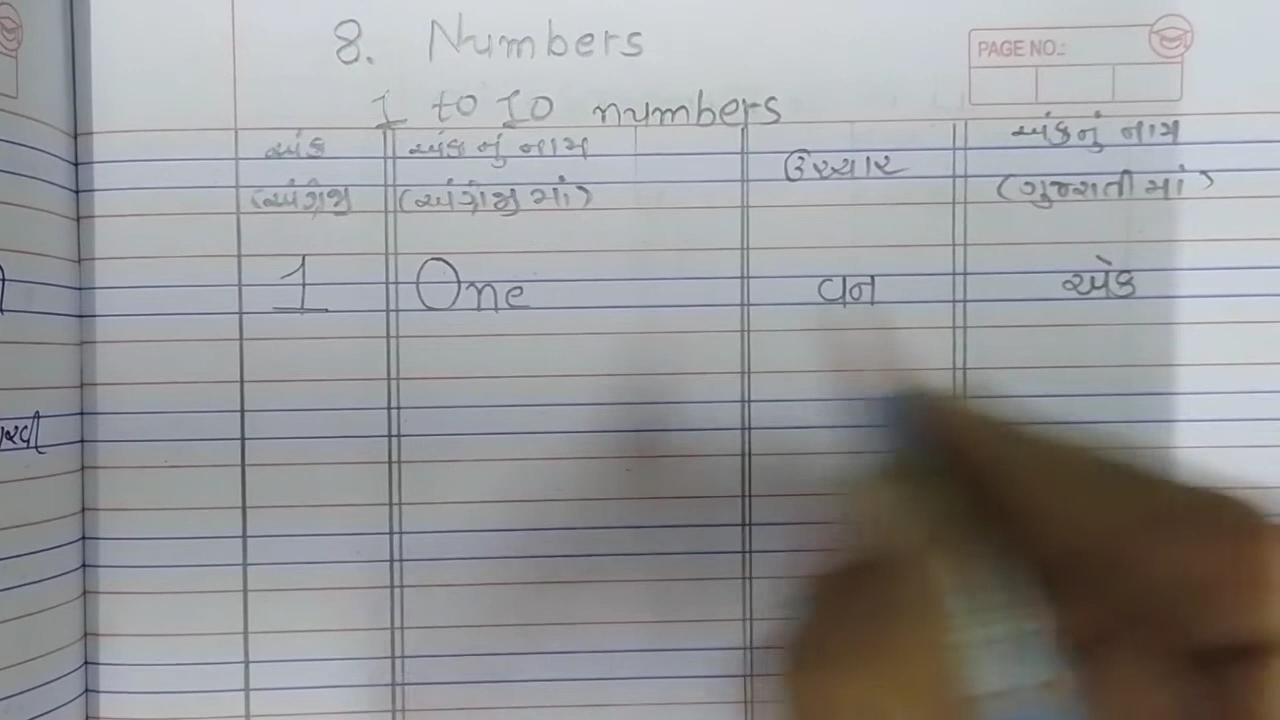 8. Numbers
PAGE NO.:
1 to 10 numbers
અંક અંકનું નામ ઉચ્ચાર અંકનું નામ
(અંગ્રેજી (અંગ્રેજીમાં) (ગુજરાતીમાં)
1 One વન એક